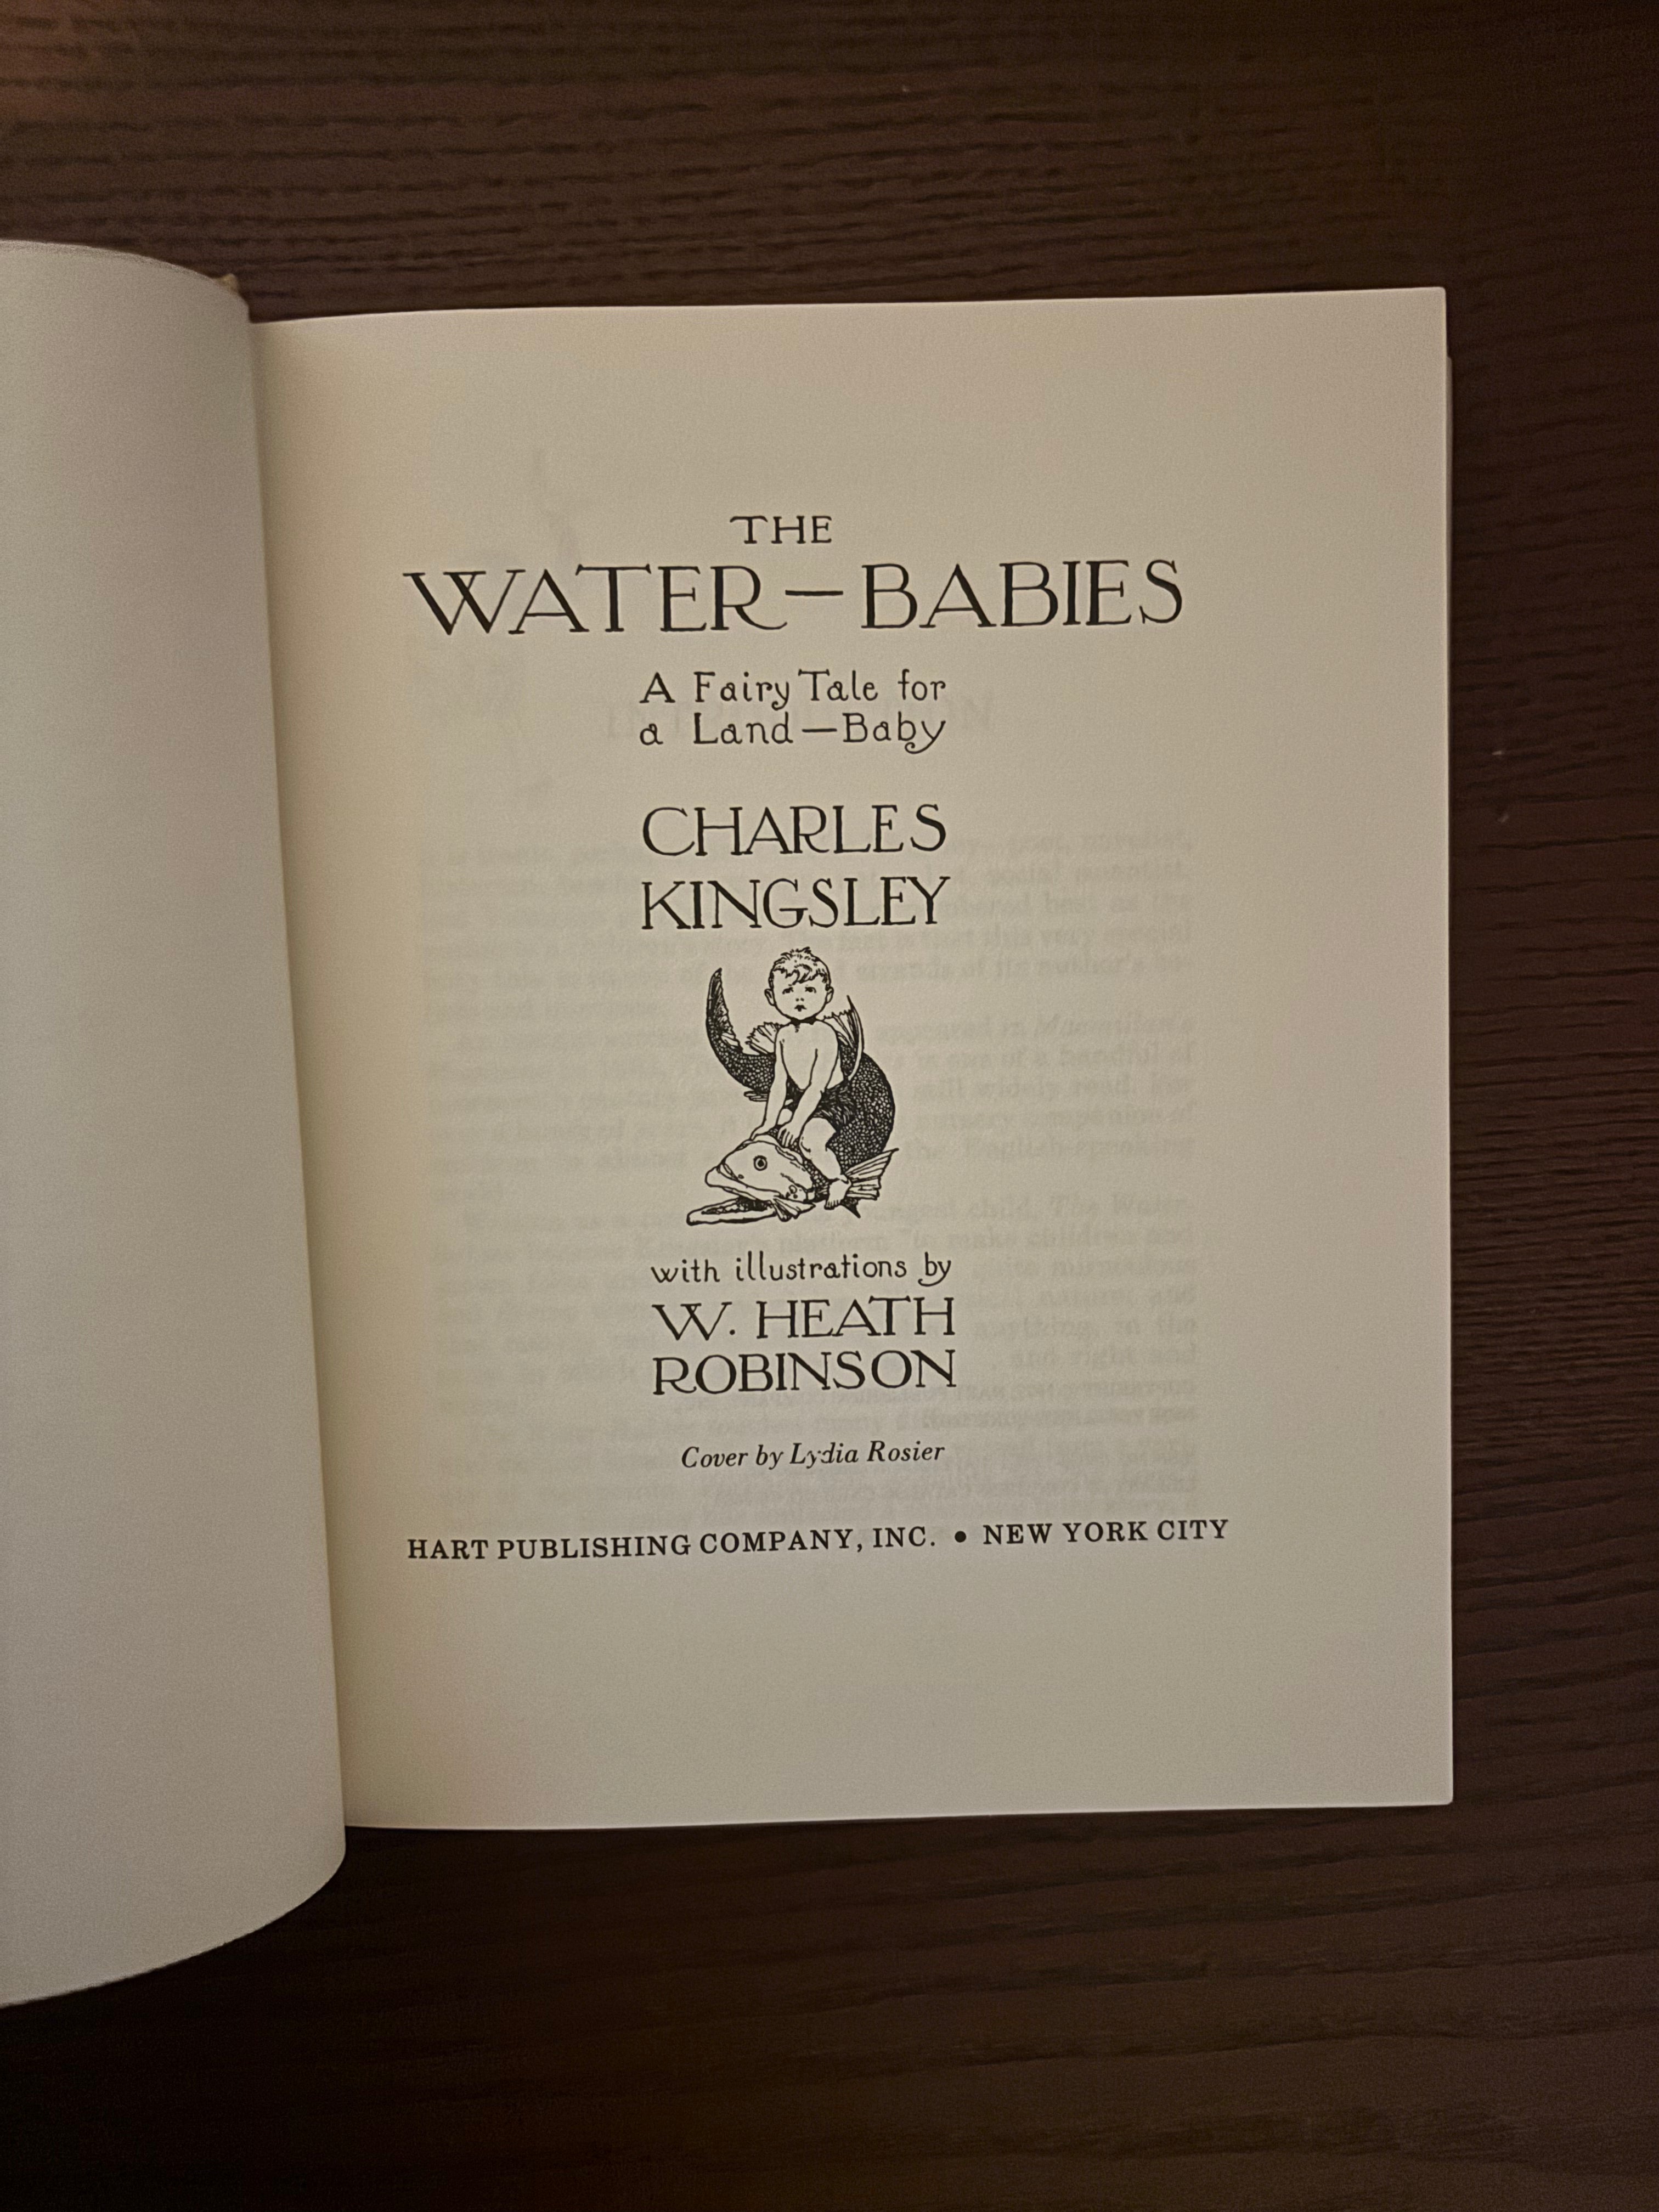 THE
WATER—BABIES
A Fairy Tale for
a Land—Baby
CHARLES
KINGSLEY
with illustrations by
W. HEATH
ROBINSON
Cover by Lydia Rosier
HART PUBLISHING COMPANY, INC. • NEW YORK CITY